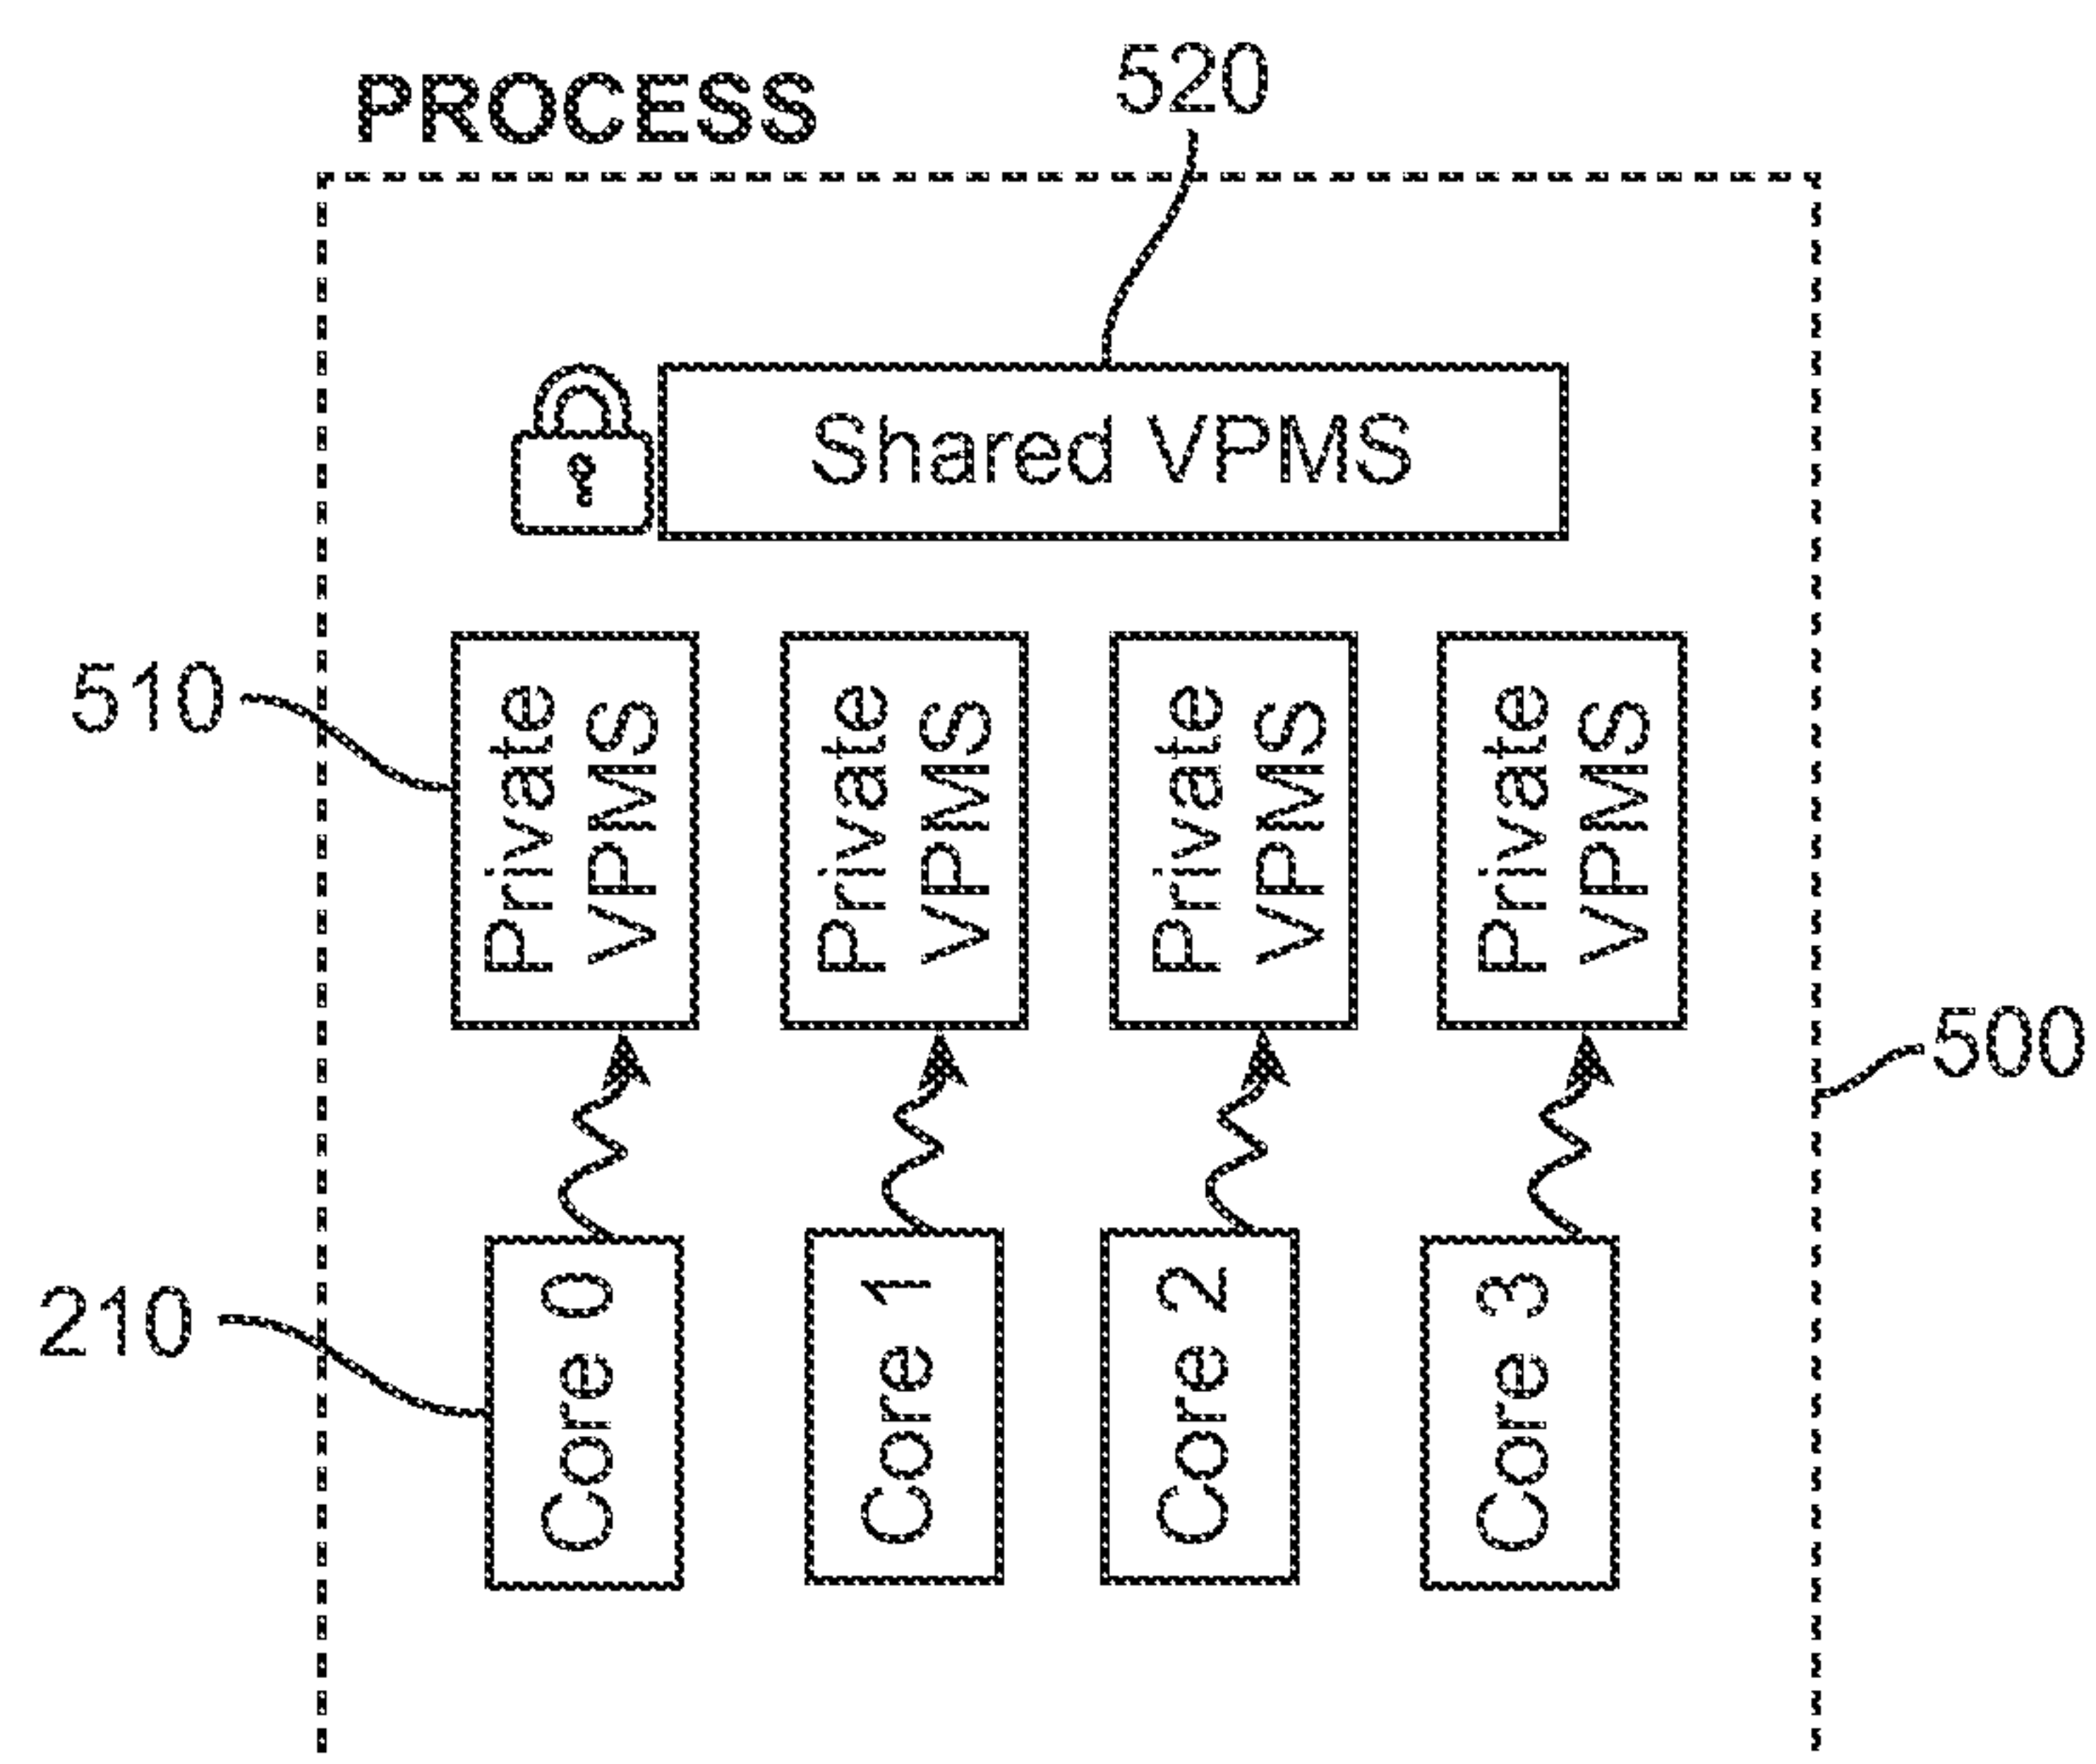 PROCESS
520
Shared VPMS
510
Private
VPMS
Private
VPMS
Private
VPMS
Private
VPMS
500
210
Core 0
Core 1
Core 2
Core 3